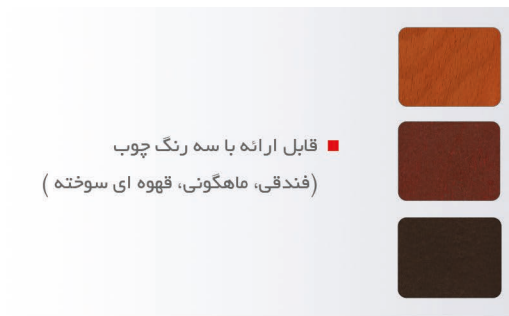 قابل ارائه با سه رنگ چوب
(فندقی، ماهگونی، قهوه ای سوخته )